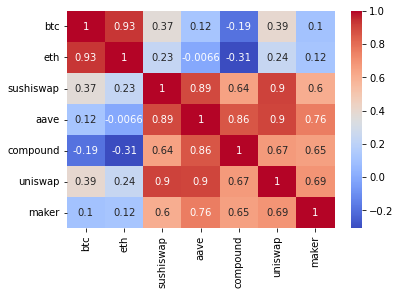 btc 1 0.93 0.37 0.12 -0.19 0.39 0.1
eth 0.93 1 0.23 -0.0066 -0.31 0.24 0.12
sushiswap 0.37 0.23 1 0.89 0.64 0.9 0.6
aave 0.12 -0.0066 0.89 1 0.86 0.9 0.76
compound -0.19 -0.31 0.64 0.86 1 0.67 0.65
uniswap 0.39 0.24 0.9 0.9 0.67 1 0.69
maker 0.1 0.12 0.6 0.76 0.65 0.69 1
btc eth sushiswap aave compound uniswap maker
1.0
0.8
0.6
0.4
0.2
0.0
−0.2